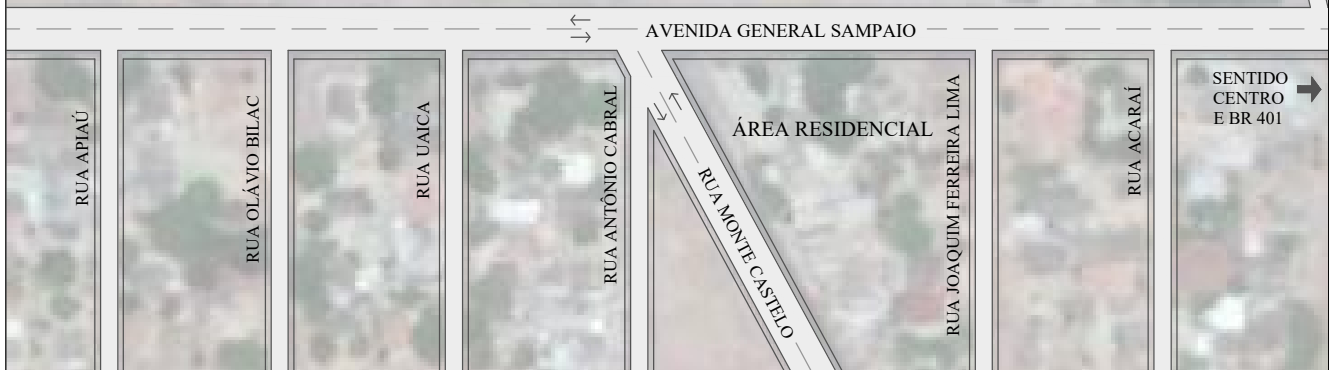 AVENIDA GENERAL SAMPAIO
RUA APIAÚ
RUA OLÁVIO BILAC
RUA UAICA
RUA ANTÔNIO CABRAL
RUA MONTE CASTELO
ÁREA RESIDENCIAL
RUA JOAQUIM FERREIRA LIMA
RUA ACARAÍ
SENTIDO
CENTRO
E BR 401